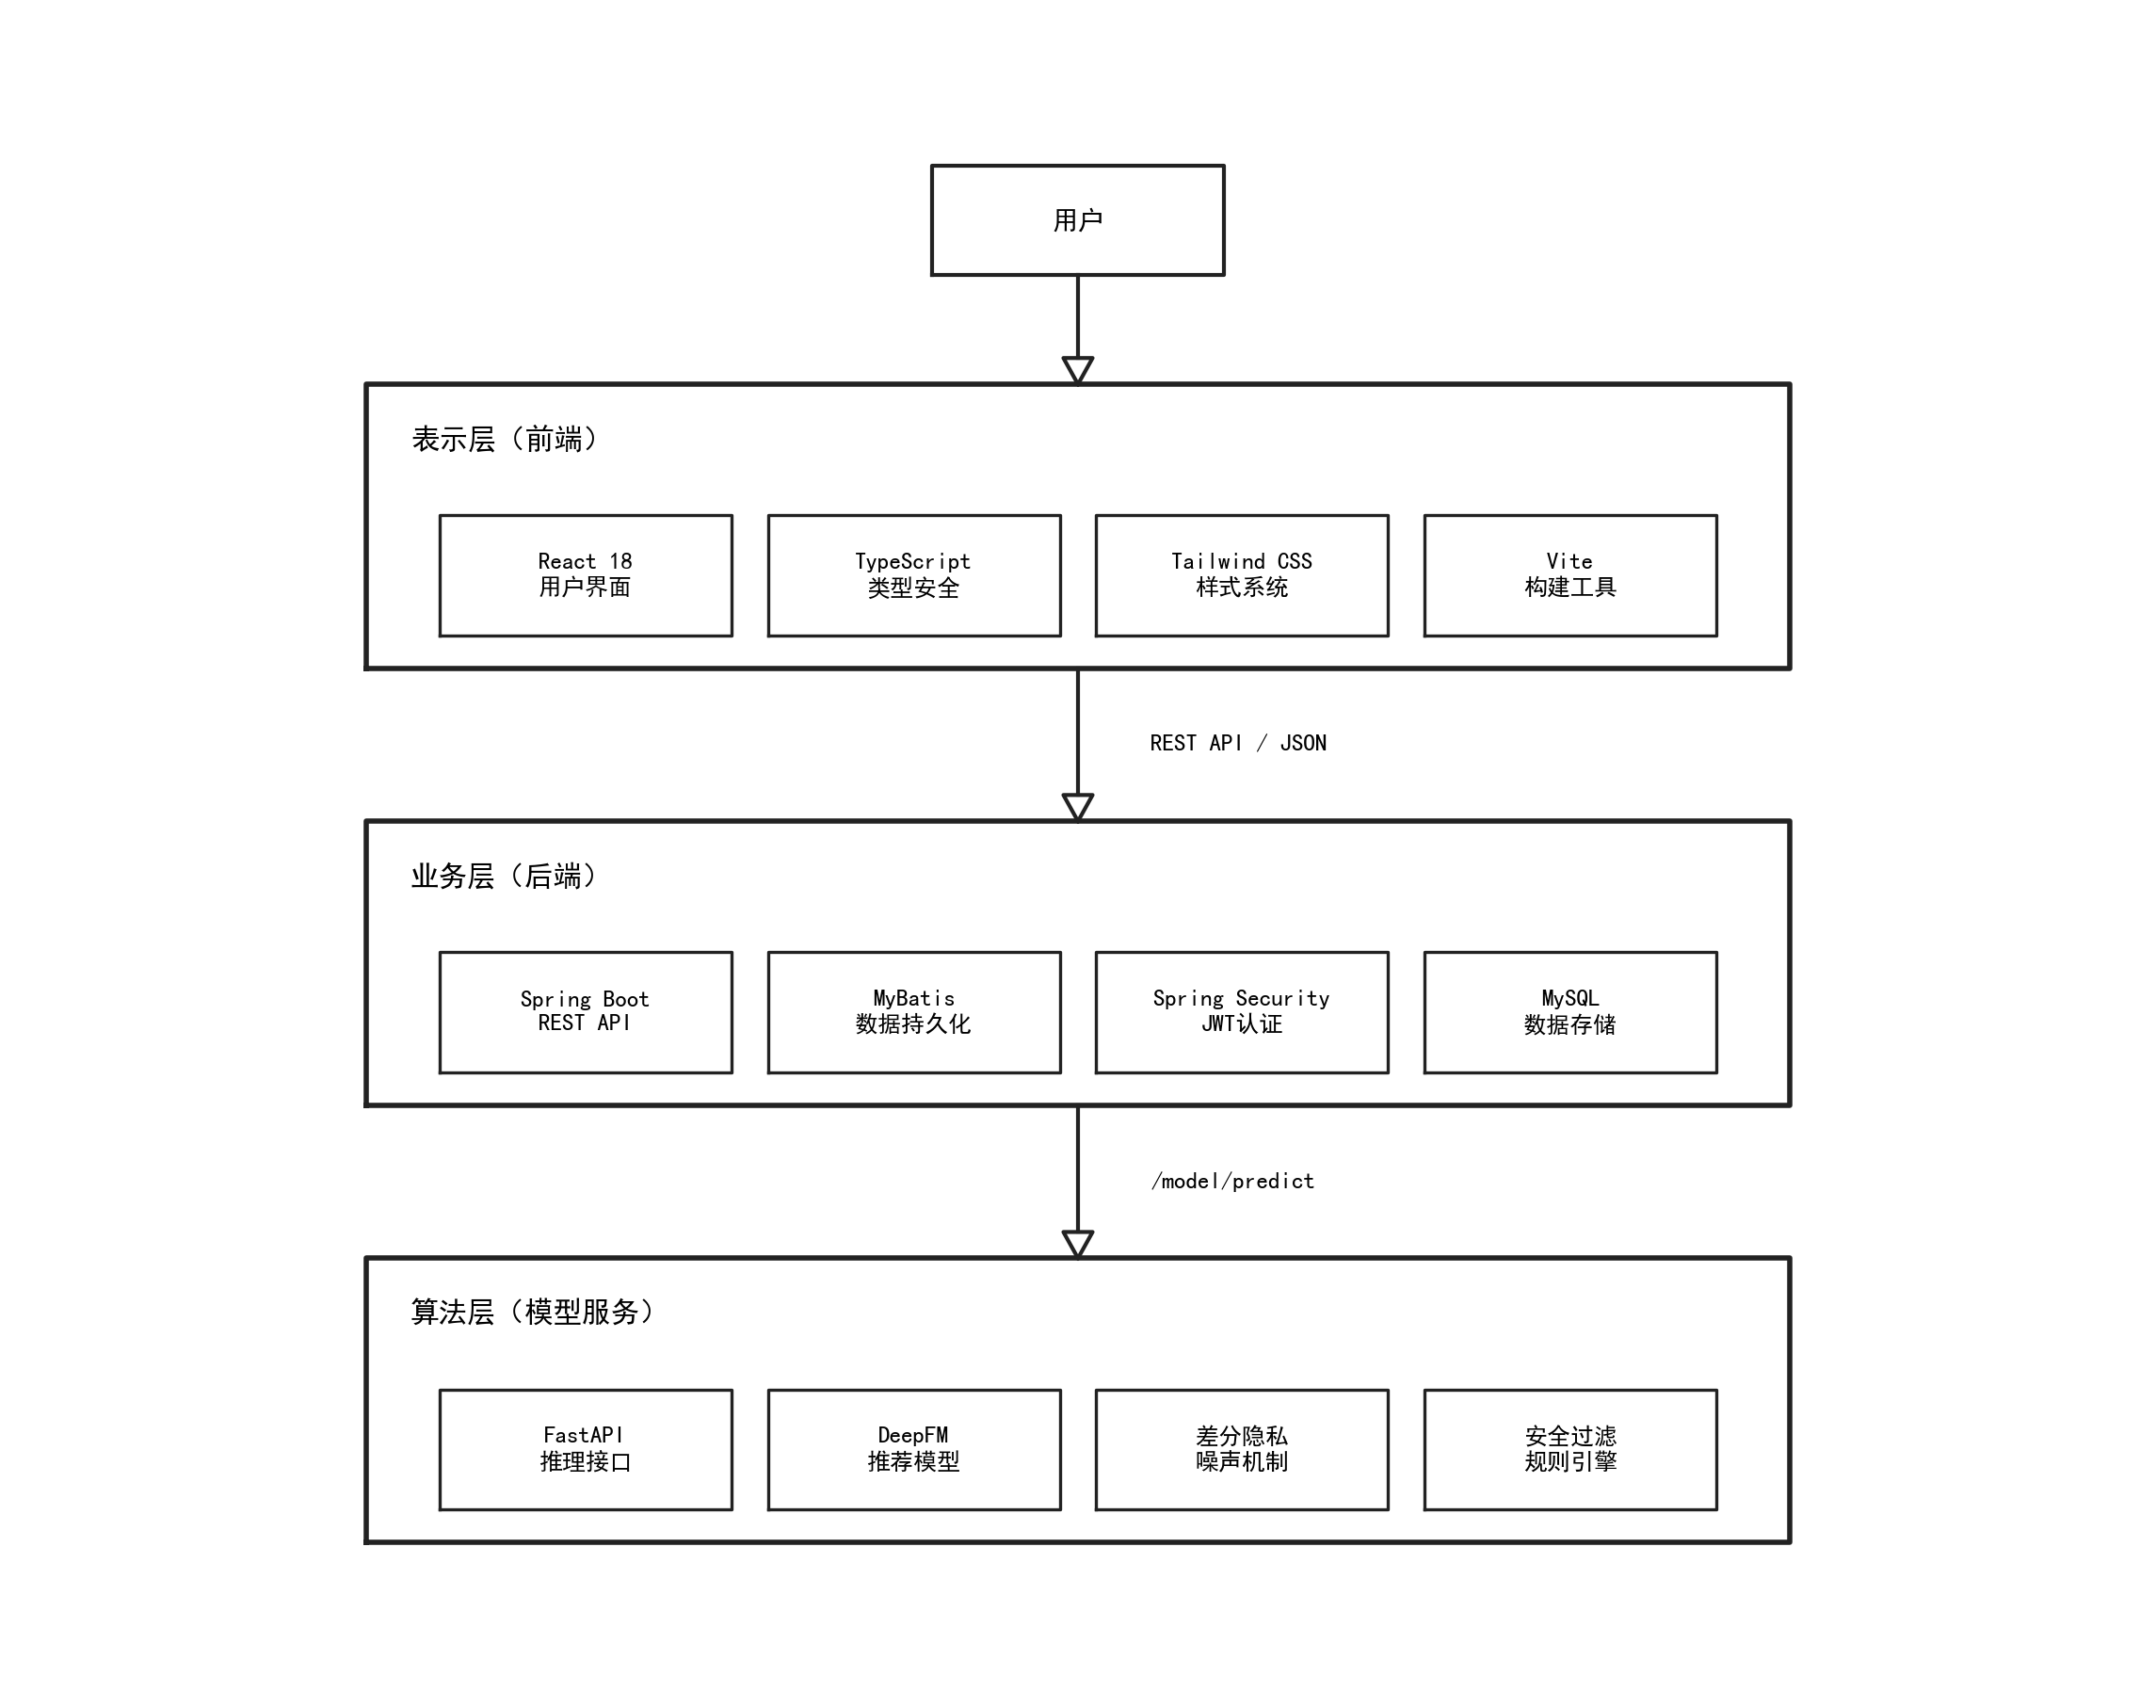 用户
表示层（前端）
React 18
用户界面
TypeScript
类型安全
Tailwind CSS
样式系统
Vite
构建工具
REST API / JSON
业务层（后端）
Spring Boot
REST API
MyBatis
数据持久化
Spring Security
JWT认证
MySQL
数据存储
/model/predict
算法层（模型服务）
FastAPI
推理接口
DeepFM
推荐模型
差分隐私
噪声机制
安全过滤
规则引擎